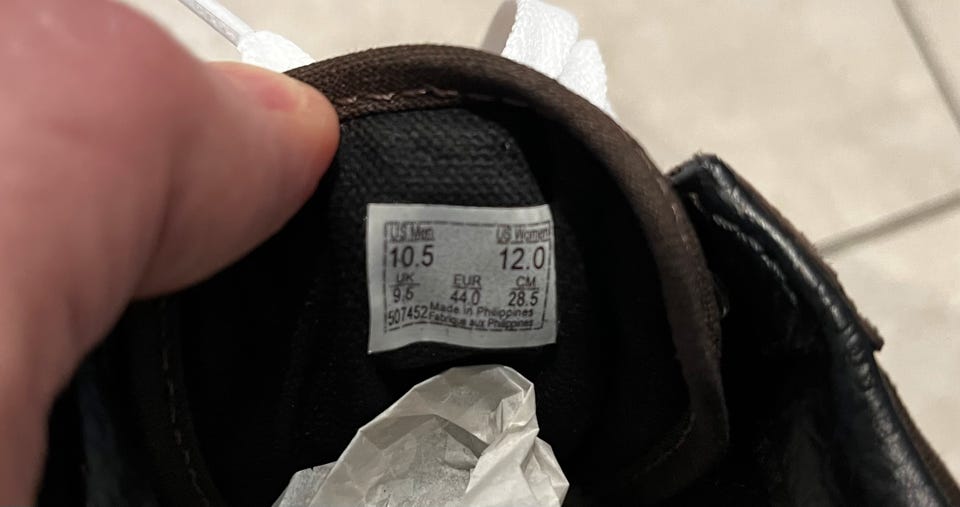 US Men US Women
10.5 12.0
UK EUR CM
9.5 44.0 28.5
507452 Made in Philippines
Fabrique aux Philippines